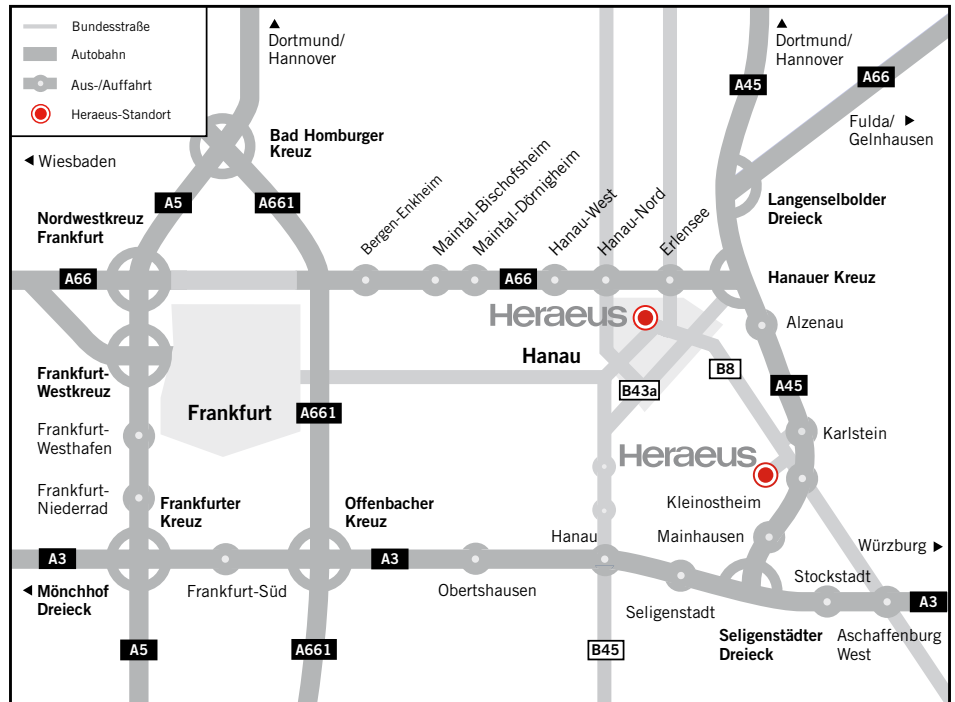 Bundesstraße
Autobahn
Aus-/Auffahrt
Heraeus-Standort
Dortmund/
Hannover
Dortmund/
Hannover
A45
A66
Fulda/
Gelnhausen
Wiesbaden
Bad Homburger
Kreuz
A5
A661
Nordwestkreuz
Frankfurt
Bergen-Enkheim
Maintal-Bischofsheim
Maintal-Dörnigheim
Hanau-West
Hanau-Nord
Erlensee
Langenselbolder
Dreieck
A66
A66
Hanauer Kreuz
Heraeus
Alzenau
Hanau
Frankfurt-
Westkreuz
B8
B43a
A45
Frankfurt
A661
Frankfurt-
Westhafen
Karlstein
Heraeus
Frankfurt-
Niederrad
Frankfurter
Kreuz
Offenbacher
Kreuz
Kleinostheim
Hanau
Mainhausen
Würzburg
A3
A3
Mönchhof
Dreieck
Frankfurt-Süd
Obertshausen
Stockstadt
Seligenstadt
A3
A5
A661
B45
Seligenstädter
Dreieck
Aschaffenburg
West